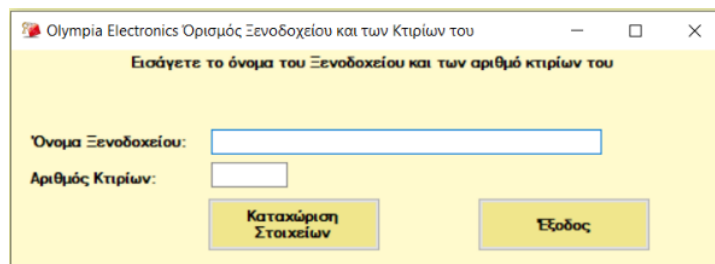 Olympia Electronics Όρισμός Ξενοδοχείου και των Κτιρίων του
Εισάγετε το όνομα του Ξενοδοχείου και των αριθμό κτιρίων του
Όνομα Ξενοδοχείου:
Αριθμός Κτιρίων:
Καταχώριση
Στοιχείων
Έξοδος